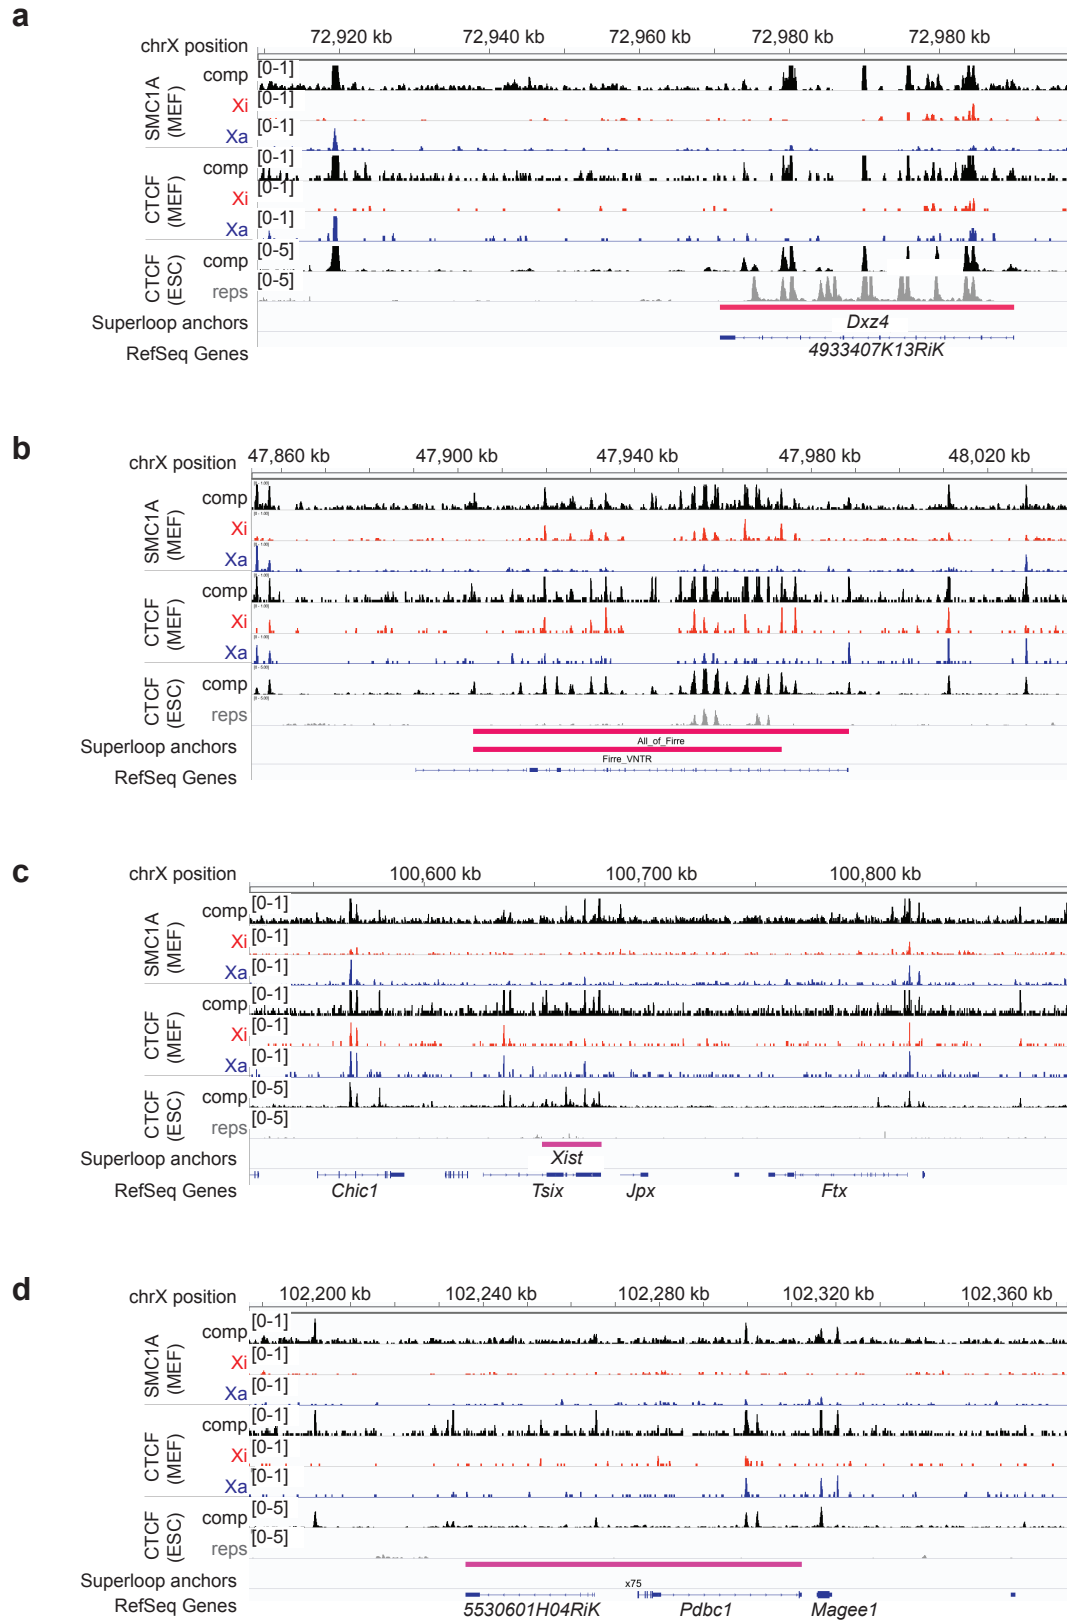 a
chrX position 72,920 kb 72,940 kb 72,960 kb 72,980 kb 72,980 kb
SMC1A (MEF)
comp [0-1]
Xi [0-1]
Xa [0-1]
CTCF (MEF)
comp [0-1]
Xi [0-1]
Xa [0-1]
CTCF (ESC)
comp [0-5]
reps [0-5]
Superloop anchors Dxz4
RefSeq Genes 4933407K13RiK
b
chrX position 47,860 kb 47,900 kb 47,940 kb 47,980 kb 48,020 kb
SMC1A (MEF)
comp
Xi
Xa
CTCF (MEF)
comp
Xi
Xa
CTCF (ESC)
comp
reps
All_of_Firre
Superloop anchors
Firre_VNTR
RefSeq Genes
c
chrX position 100,600 kb 100,700 kb 100,800 kb
SMC1A (MEF)
comp [0-1]
Xi [0-1]
Xa [0-1]
CTCF (MEF)
comp [0-1]
Xi [0-1]
Xa [0-1]
CTCF (ESC)
comp [0-5]
reps [0-5]
Superloop anchors Xist
RefSeq Genes Chic1 Tsix Jpx Ftx
d
chrX position 102,200 kb 102,240 kb 102,280 kb 102,320 kb 102,360 kb
SMC1A (MEF)
comp [0-1]
Xi [0-1]
Xa [0-1]
CTCF (MEF)
comp [0-1]
Xi [0-1]
Xa [0-1]
CTCF (ESC)
comp [0-5]
reps [0-5]
Superloop anchors x75
RefSeq Genes 5530601H04RiK Pdbc1 Magee1